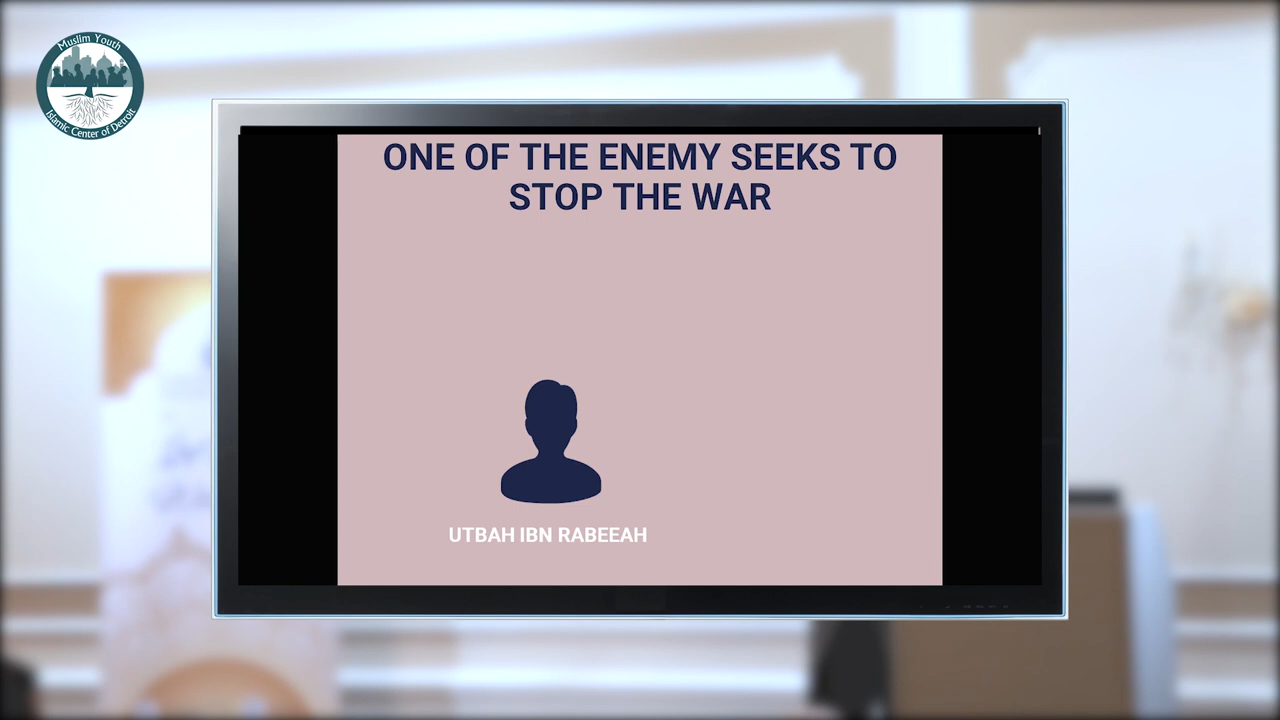 Muslim Youth
Islamic Center of Detroit
ONE OF THE ENEMY SEEKS TO
STOP THE WAR
UTBAH IBN RABEEAH